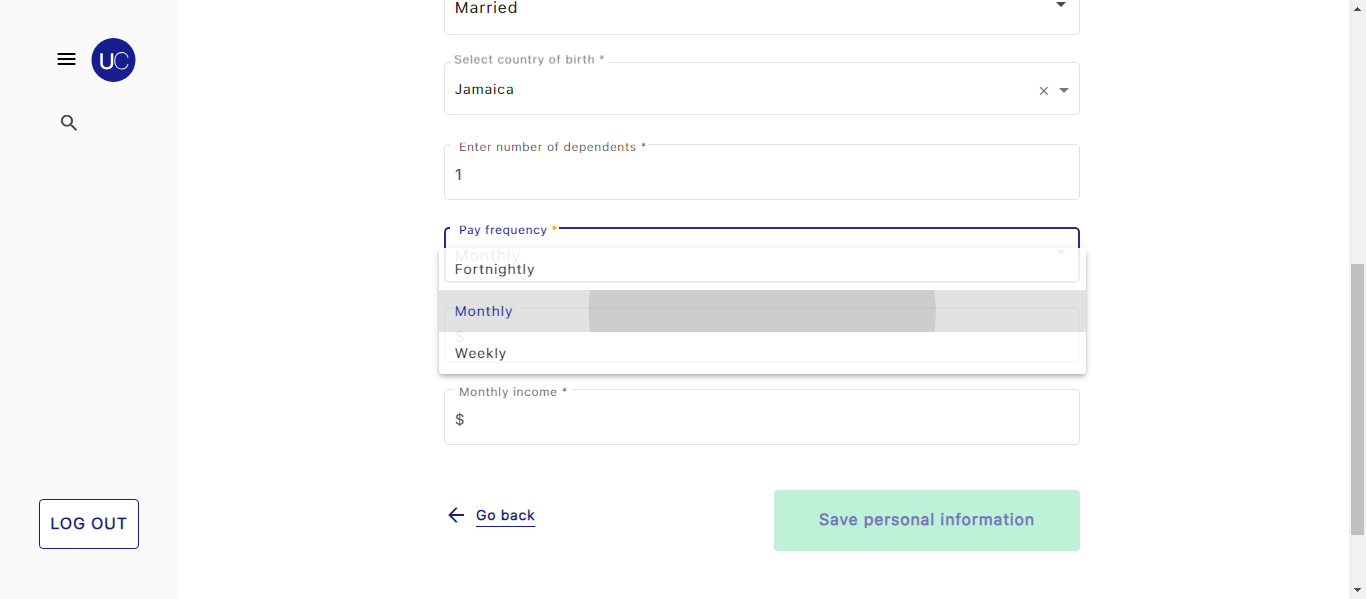 Married
UC
Select country of birth *
Jamaica
Enter number of dependents *
1
Pay frequency *
Monthly
Fortnightly
Monthly
$
Weekly
Monthly income *
$
Go back
Save personal information
LOG OUT